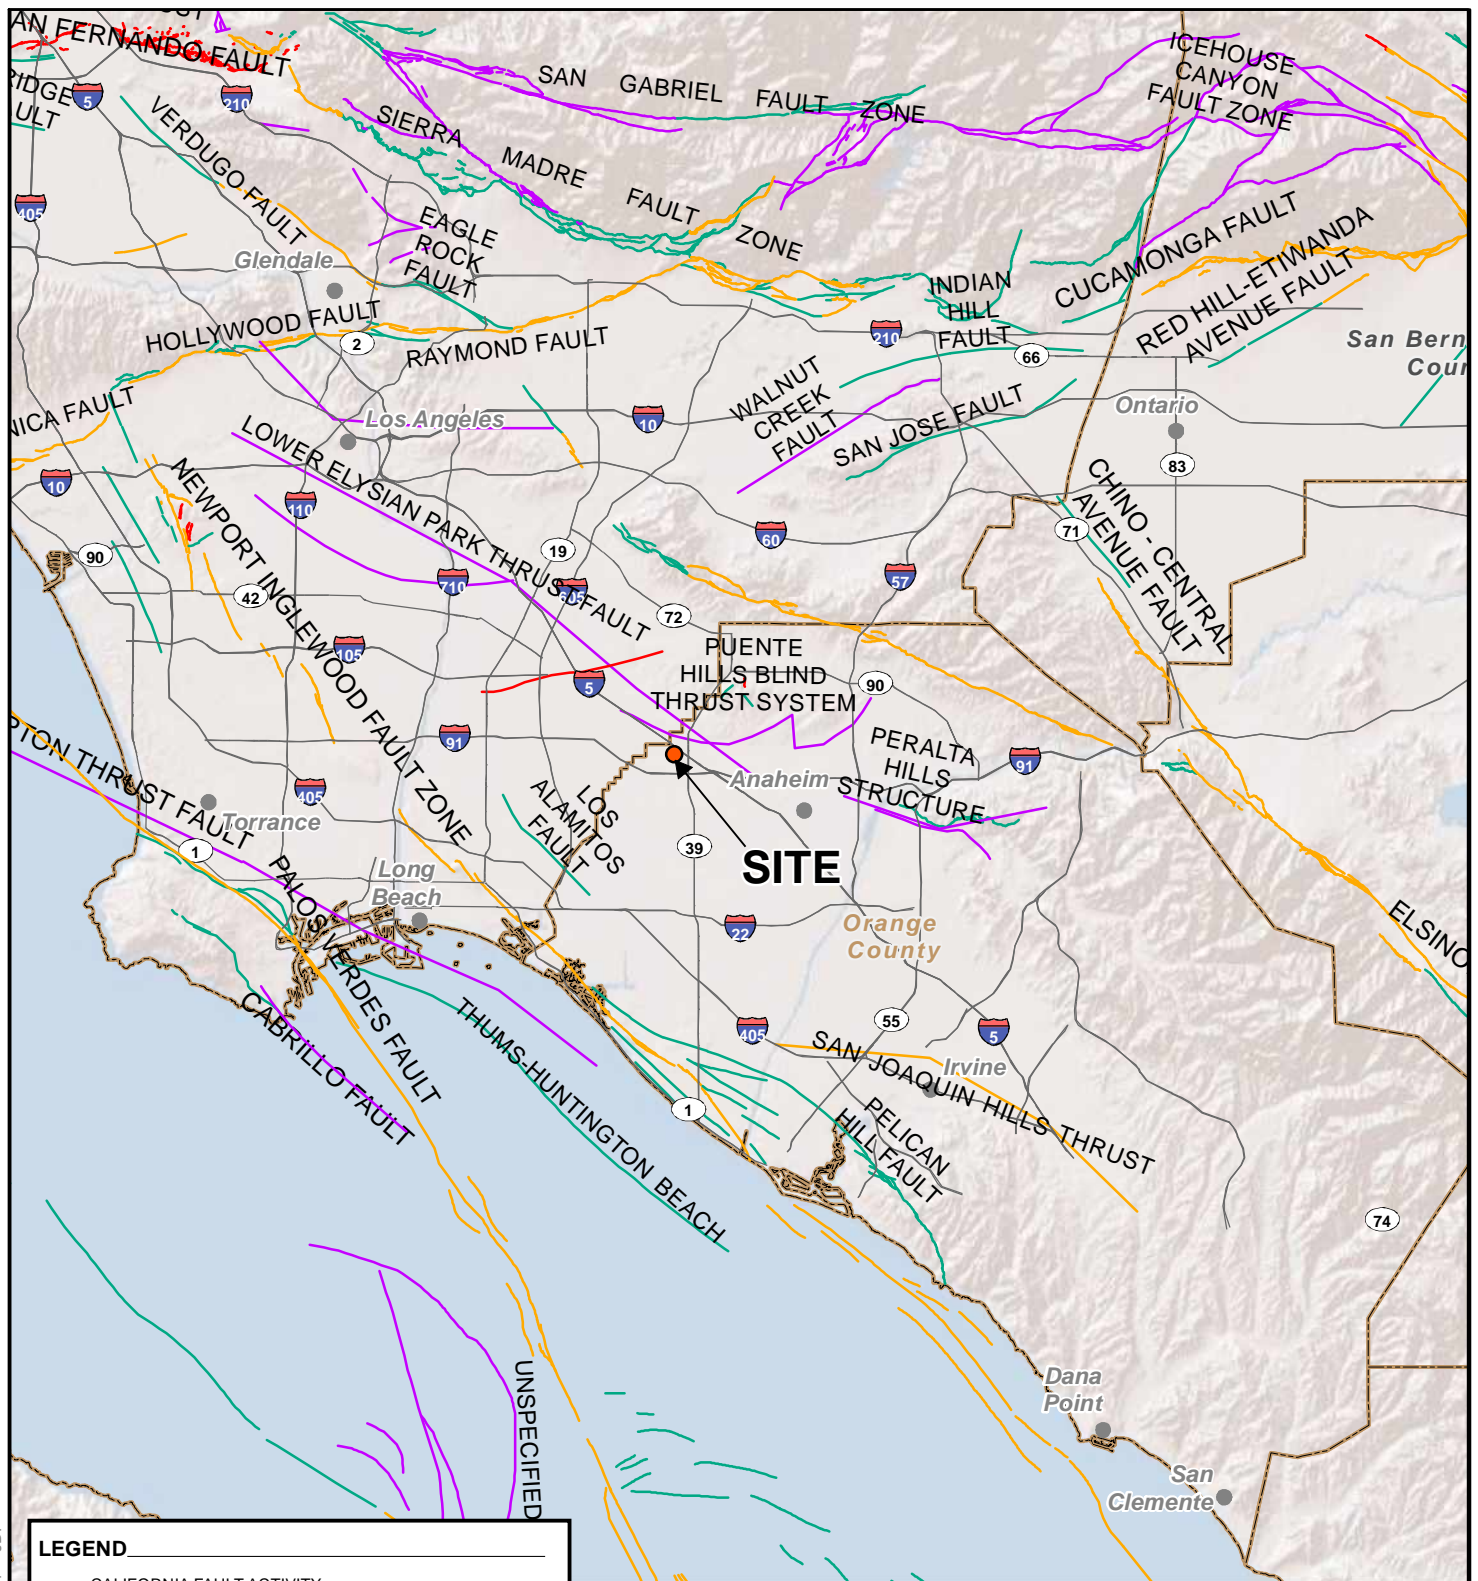 AN FERNANDO FAULT
RIDGE
ULT
5
210
VERDUGO FAULT
SAN GABRIEL FAULT ZONE
ICEHOUSE
CANYON
FAULT ZONE
SIERRA MADRE FAULT ZONE
405
EAGLE
ROCK
FAULT
Glendale
CUCAMONGA FAULT
RED HILL-ETIWANDA
AVENUE FAULT
INDIAN
HILL
FAULT
HOLLYWOOD FAULT
2
RAYMOND FAULT
210
66
San Bern
Cour
WALNUT
CREEK
FAULT
SAN JOSE FAULT
NICA FAULT
Los Angeles
10
Ontario
83
LOWER ELYSIAN PARK THRUST FAULT
10
110
NEWPORT INGLEWOOD FAULT ZONE
90
42
19
60
71
CHINO - CENTRAL
AVENUE FAULT
710
605
57
72
105
5
PUENTE
HILLS BLIND
THRUST SYSTEM
90
91
PERALTA
HILLS
STRUCTURE
91
PTON THRUST FAULT
405
Torrance
1
Anaheim
LOS
ALAMITOS
FAULT
39
SITE
Long
Beach
PALOS VERDES FAULT
22
Orange
County
ELSINO
CABRILLO FAULT
THUMS-HUNTINGTON BEACH
405
55
5
SAN JOAQUIN HILLS THRUST
Irvine
1
PELICAN
HILL FAULT
74
UNSPECIFIED
Dana
Point
San
Clemente
LEGEND
CALIFORNIA FAULT ACTIVITY